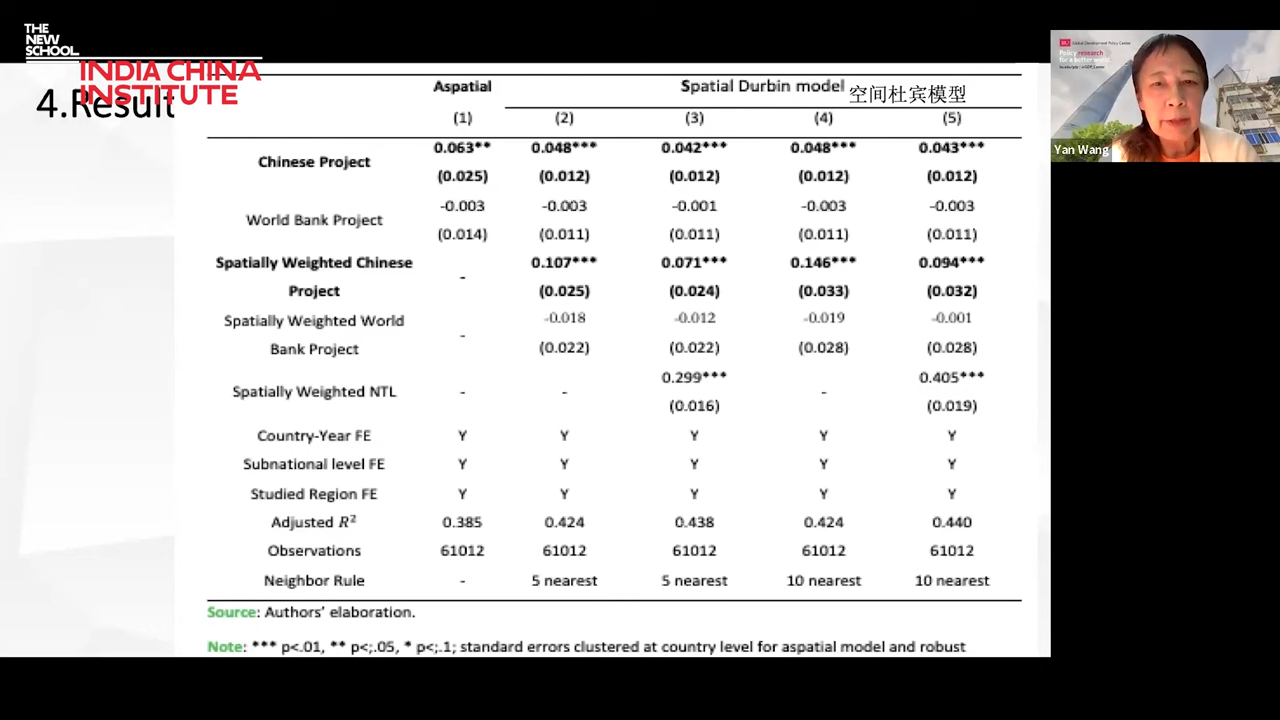 THE
NEW
SCHOOL
INDIA CHINA
INSTITUTE
4.Result
Aspatial Spatial Durbin model 空间杜宾模型
(1) (2) (3) (4) (5)
Chinese Project 0.063** 0.048*** 0.042*** 0.048*** 0.043***
(0.025) (0.012) (0.012) (0.012) (0.012)
World Bank Project -0.003 -0.003 -0.001 -0.003 -0.003
(0.014) (0.011) (0.011) (0.011) (0.011)
Spatially Weighted Chinese - 0.107*** 0.071*** 0.146*** 0.094***
Project (0.025) (0.024) (0.033) (0.032)
Spatially Weighted World - -0.018 -0.012 -0.019 -0.001
Bank Project (0.022) (0.022) (0.028) (0.028)
Spatially Weighted NTL - - 0.299*** - 0.405***
(0.016) (0.019)
Country-Year FE Y Y Y Y Y
Subnational level FE Y Y Y Y Y
Studied Region FE Y Y Y Y Y
Adjusted R² 0.385 0.424 0.438 0.424 0.440
Observations 61012 61012 61012 61012 61012
Neighbor Rule - 5 nearest 5 nearest 10 nearest 10 nearest
Source: Authors' elaboration.
Note: *** p<.01, ** p<;.05, * p<;.1; standard errors clustered at country level for aspatial model and robust
Global Development Policy Center
Policy research
for a better world.
Yan Wang